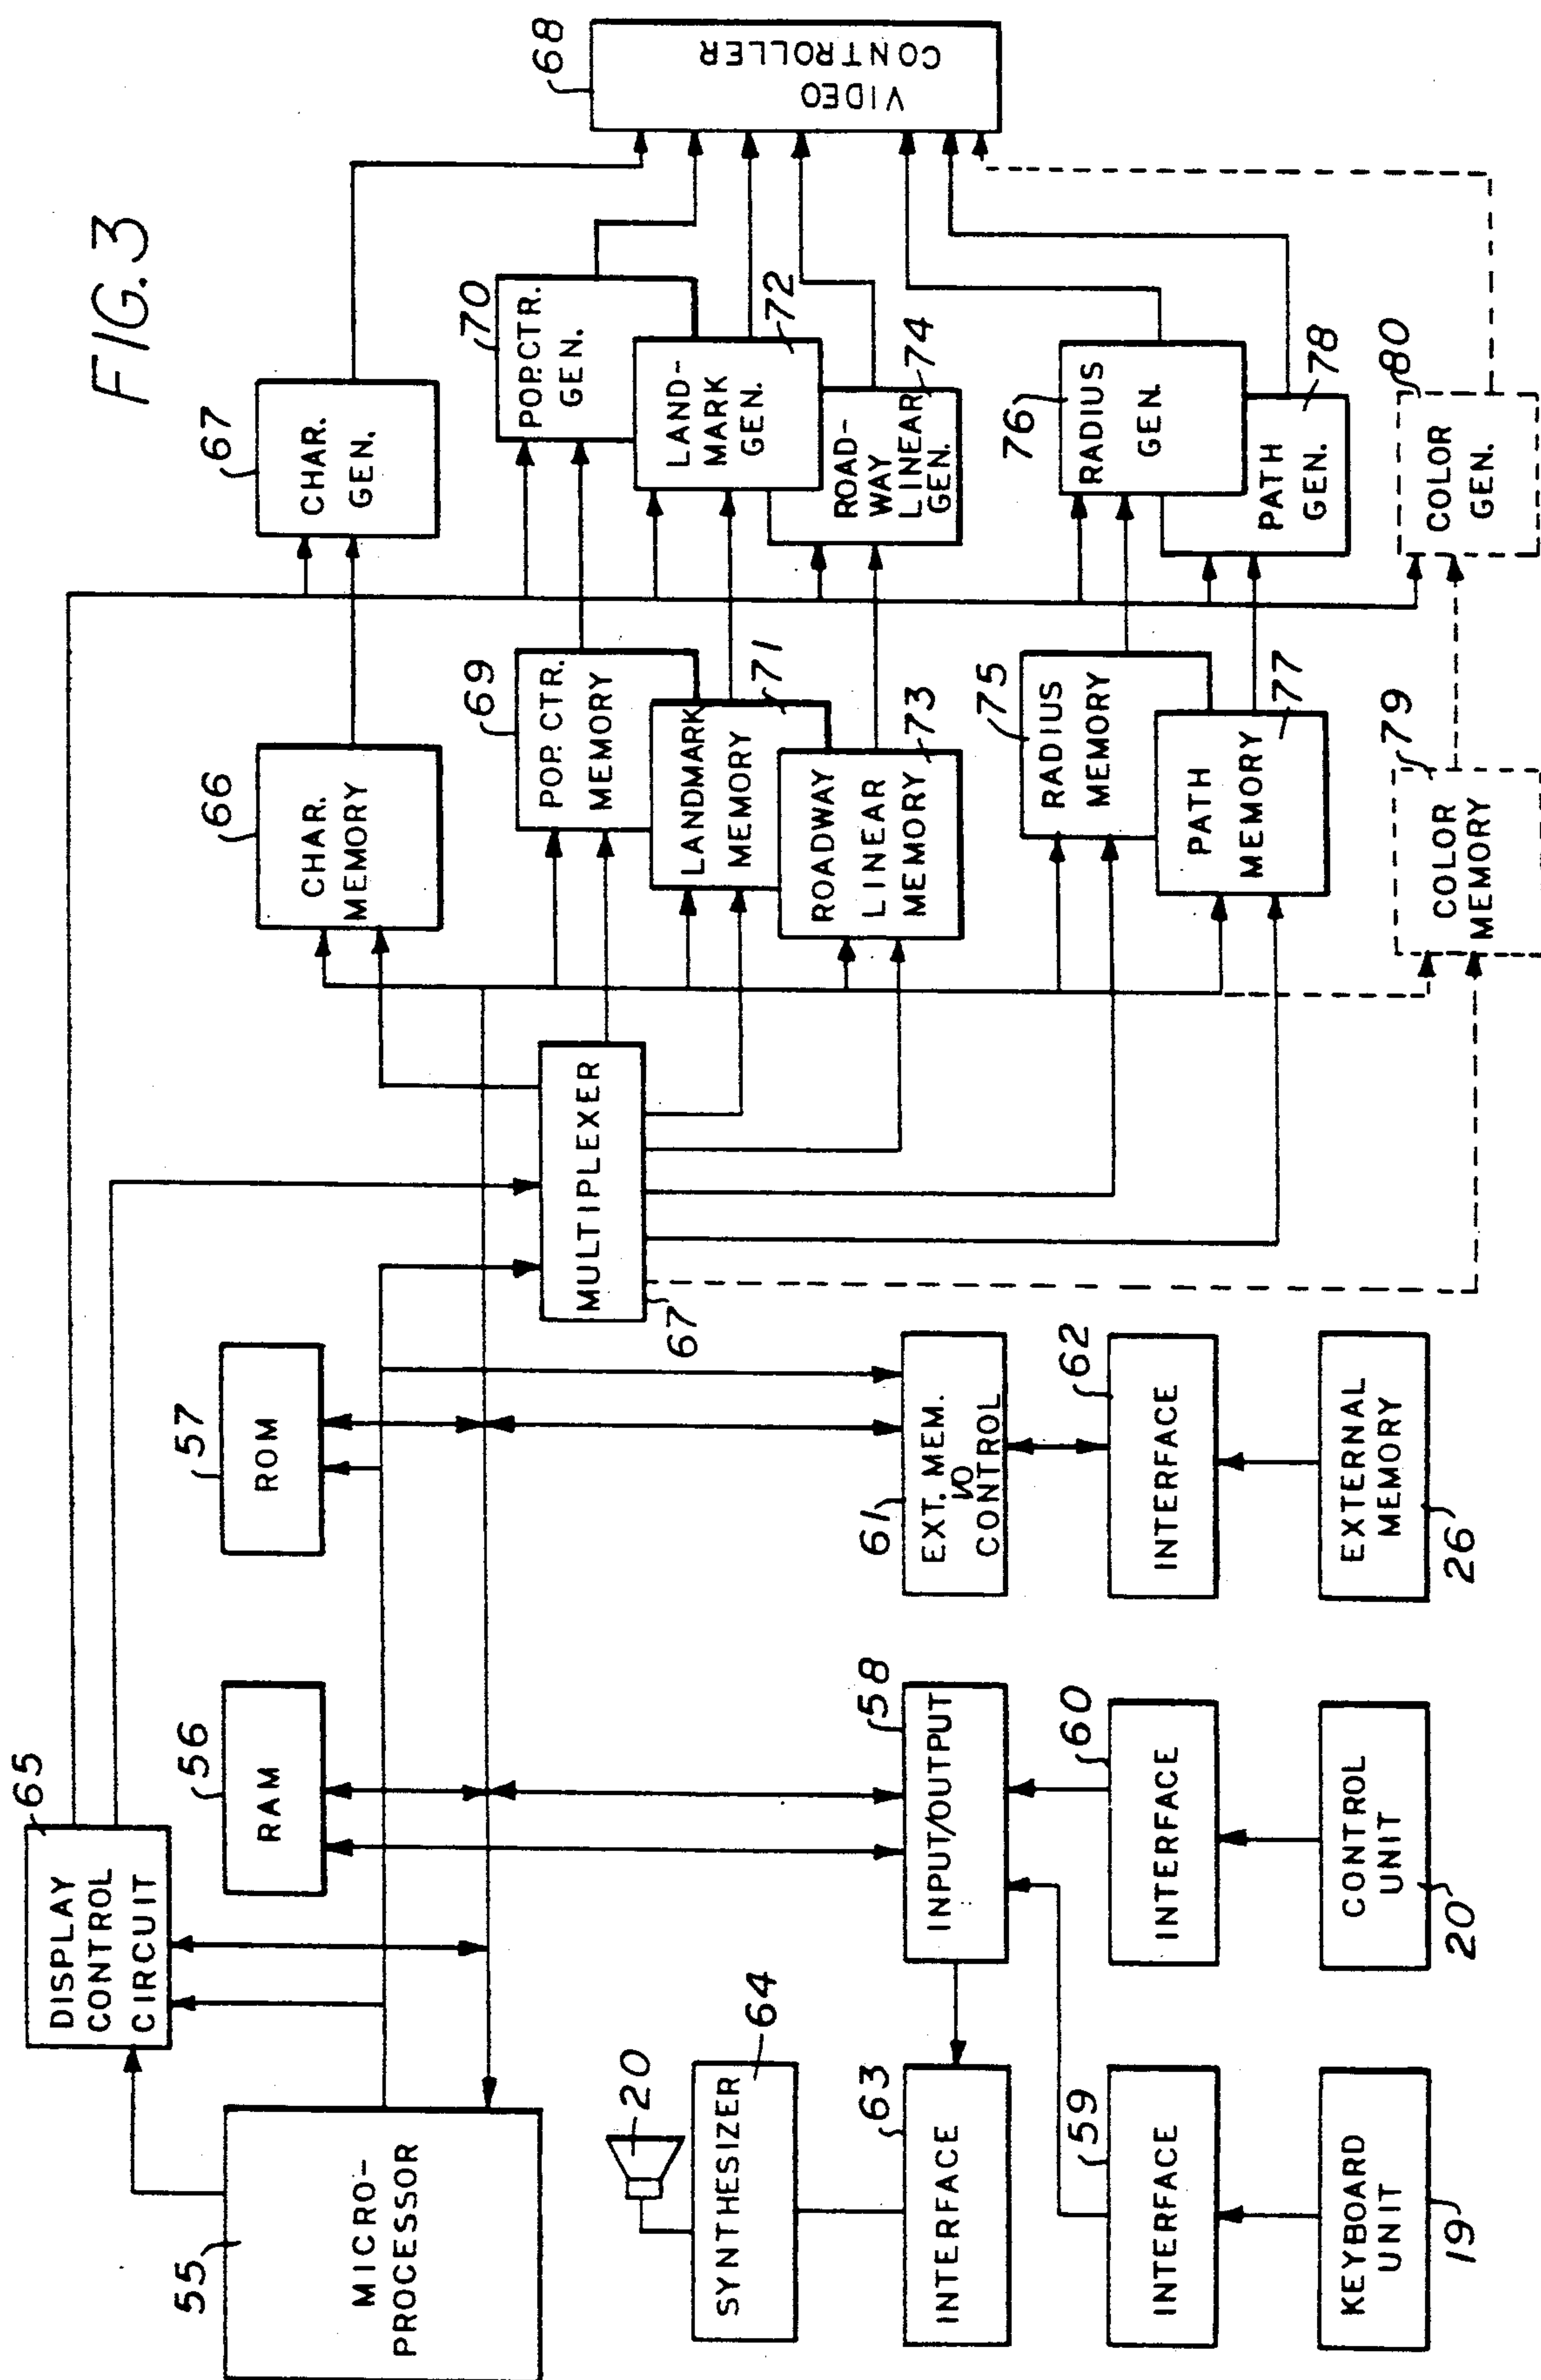 FIG. 3
65
DISPLAY
CONTROL
CIRCUIT
55
MICRO-
PROCESSOR
56
RAM
57
ROM
20
64
SYNTHESIZER
63
INTERFACE
58
INPUT/OUTPUT
59
INTERFACE
60
INTERFACE
KEYBOARD
UNIT
19
CONTROL
UNIT
20
61
EXT. MEM.
I/O
CONTROL
62
INTERFACE
EXTERNAL
MEMORY
26
MULTIPLEXER
67
66
CHAR.
MEMORY
67
CHAR.
GEN.
69
POP. CTR.
MEMORY
70
POP. CTR.
GEN.
71
LANDMARK
MEMORY
72
LAND-
MARK
GEN.
73
ROADWAY
LINEAR
MEMORY
74
ROAD-
WAY
LINEAR
GEN.
75
RADIUS
MEMORY
76
RADIUS
GEN.
77
PATH
MEMORY
78
PATH
GEN.
79
COLOR
MEMORY
80
COLOR
GEN.
68
VIDEO
CONTROLLER